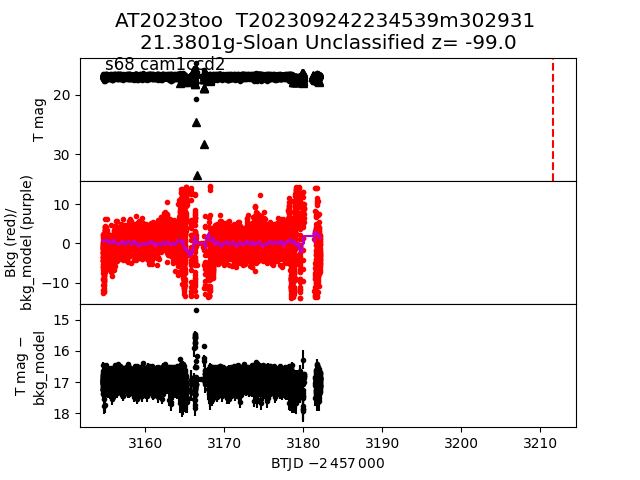 AT2023too  T202309242234539m302931
21.3801g-Sloan Unclassified z= -99.0
s68 cam1ccd2
T mag
20
30
Bkg (red)/
bkg_model (purple)
10
0
−10
T mag −
bkg_model
15
16
17
18
3160 3170 3180 3190 3200 3210
BTJD −2 457 000